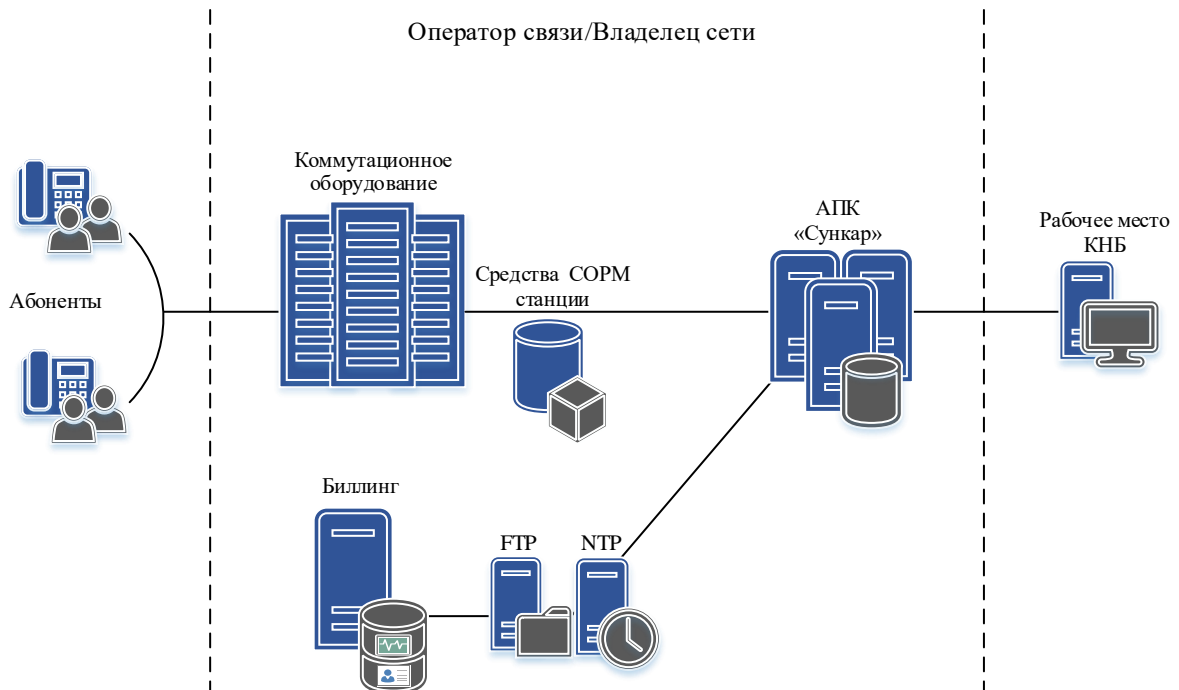 Оператор связи/Владелец сети
Коммутационное
оборудование
АПК
«Сункар»
Рабочее место
КНБ
Средства СОРМ
станции
Абоненты
Биллинг
FTP
NTP